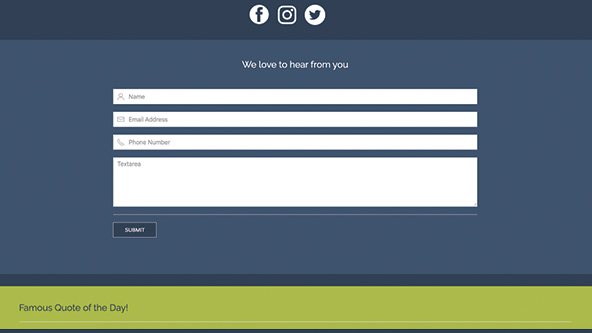 We love to hear from you
Name
Email Address
Phone Number
Textarea
SUBMIT
Famous Quote of the Day!